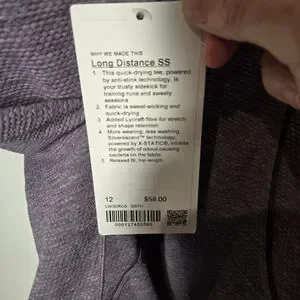 WHY WE MADE THIS
Long Distance SS
1 This quick-drying tee, powered
by anti-stink technology, is
your trusty sidekick for
training runs and sweaty
sessions
2 Fabric is sweat-wicking and
quick-drying
3 Added Lycra® fibre for stretch
and shape retention
4 More wearing, less washing:
Silverescent™ technology,
powered by X-STATIC®, inhibits
the growth of odour-causing
bacteria on the fabric
5 Relaxed fit, hip length
12 $58.00